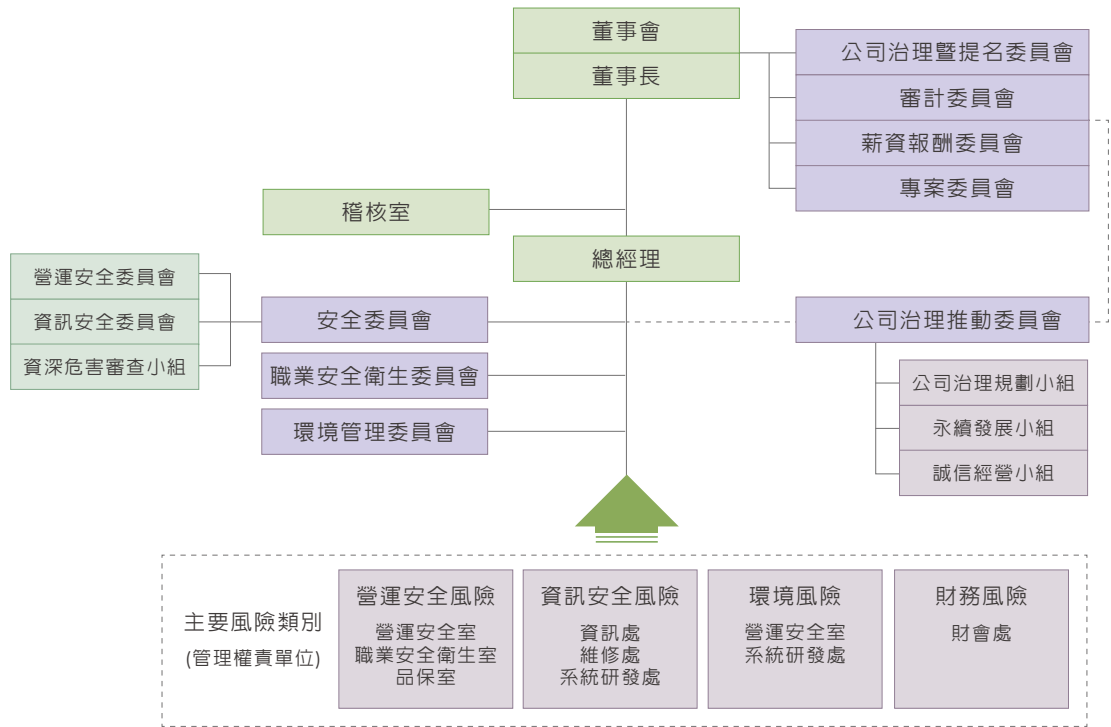 董事會
董事長
公司治理暨提名委員會
審計委員會
薪資報酬委員會
專案委員會
稽核室
總經理
營運安全委員會
資訊安全委員會
資深危害審查小組
安全委員會
職業安全衛生委員會
環境管理委員會
公司治理推動委員會
公司治理規劃小組
永續發展小組
誠信經營小組
主要風險類別
(管理權責單位)
營運安全風險
營運安全室
職業安全衛生室
品保室
資訊安全風險
資訊處
維修處
系統研發處
環境風險
營運安全室
系統研發處
財務風險
財會處